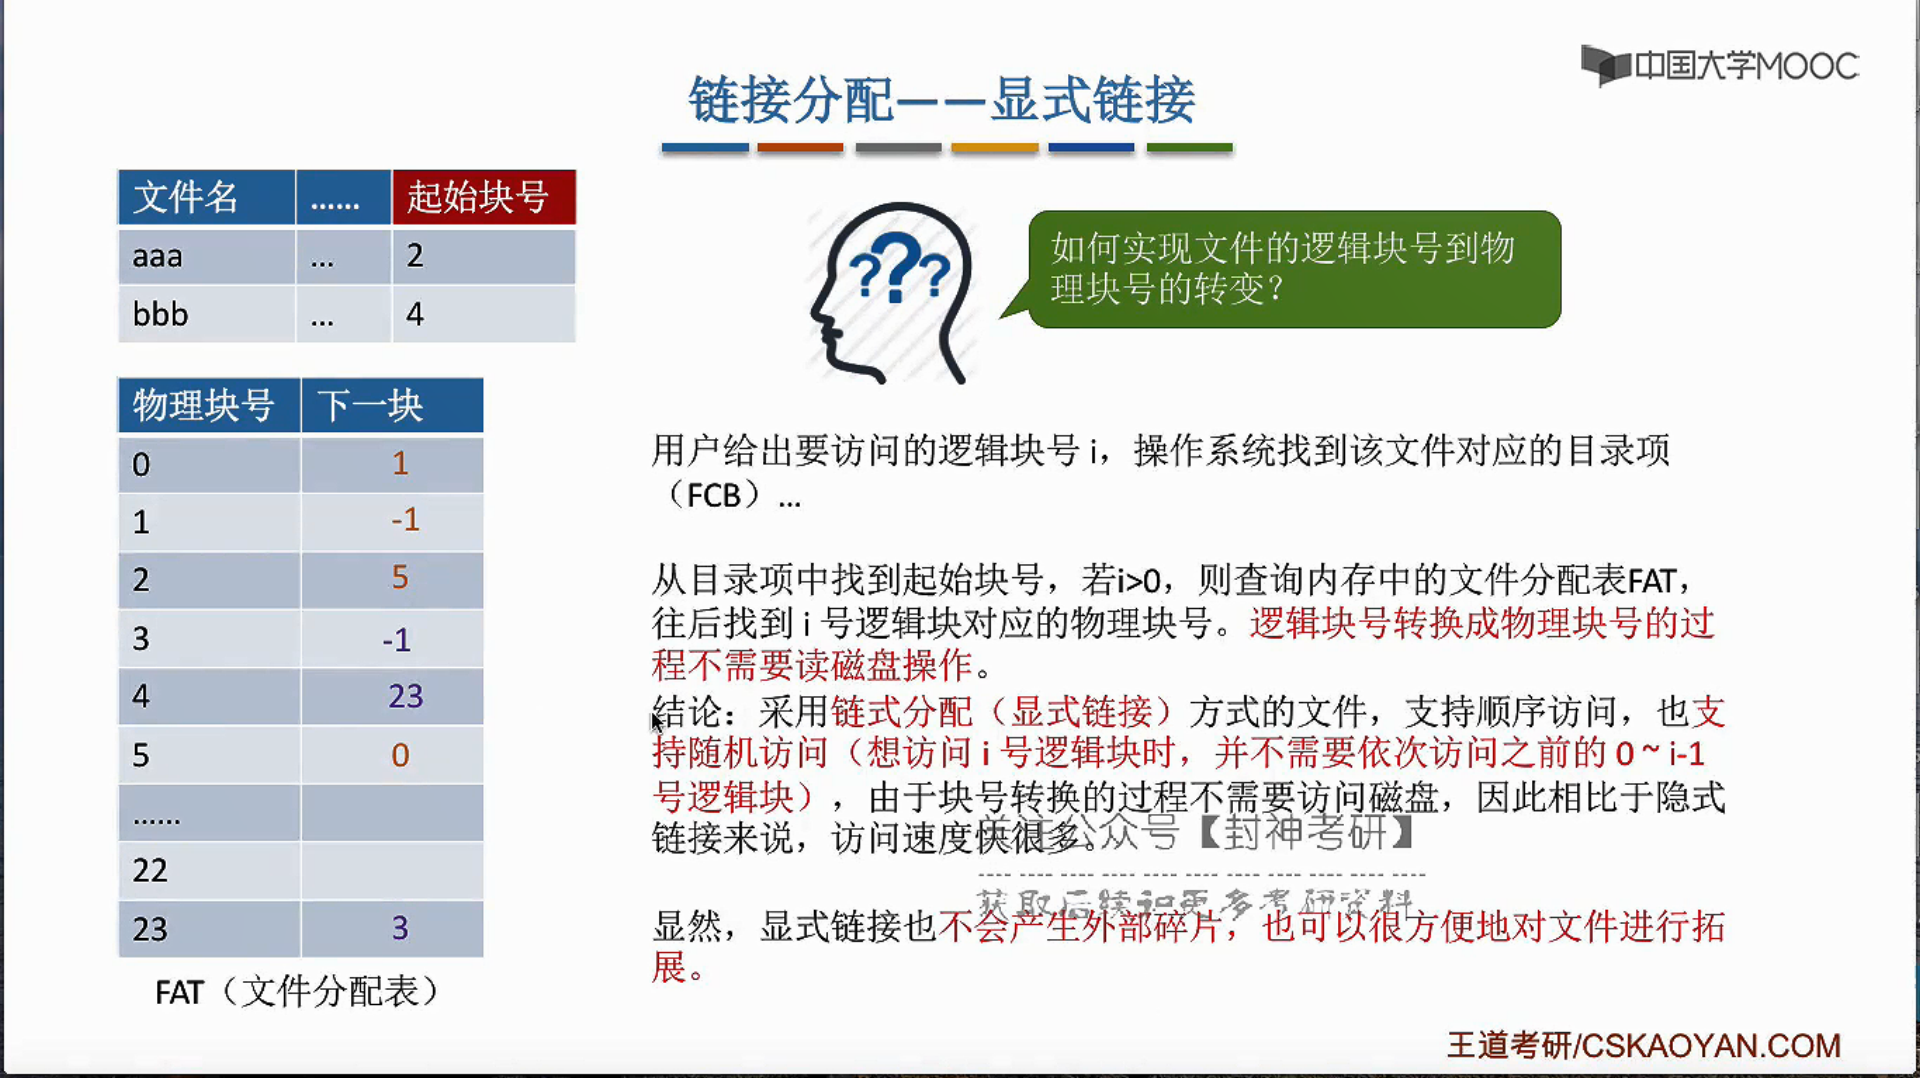 中国大学MOOC
链接分配——显式链接
文件名 …… 起始块号
aaa … 2
bbb … 4
如何实现文件的逻辑块号到物
理块号的转变？
物理块号 下一块
0 1
1 -1
2 5
3 -1
4 23
5 0
……
22
23 3
FAT（文件分配表）
用户给出要访问的逻辑块号 i，操作系统找到该文件对应的目录项
（FCB）…
从目录项中找到起始块号，若i>0，则查询内存中的文件分配表FAT，
往后找到 i 号逻辑块对应的物理块号。逻辑块号转换成物理块号的过
程不需要读磁盘操作。
结论：采用链式分配（显式链接）方式的文件，支持顺序访问，也支
持随机访问（想访问 i 号逻辑块时，并不需要依次访问之前的 0 ~ i-1
号逻辑块），由于块号转换的过程不需要访问磁盘，因此相比于隐式
链接来说，访问速度快很多。
关注公众号【封神考研】
获取后续和更多考研资料
显然，显式链接也不会产生外部碎片，也可以很方便地对文件进行拓
展。
王道考研/CSKAOYAN.COM